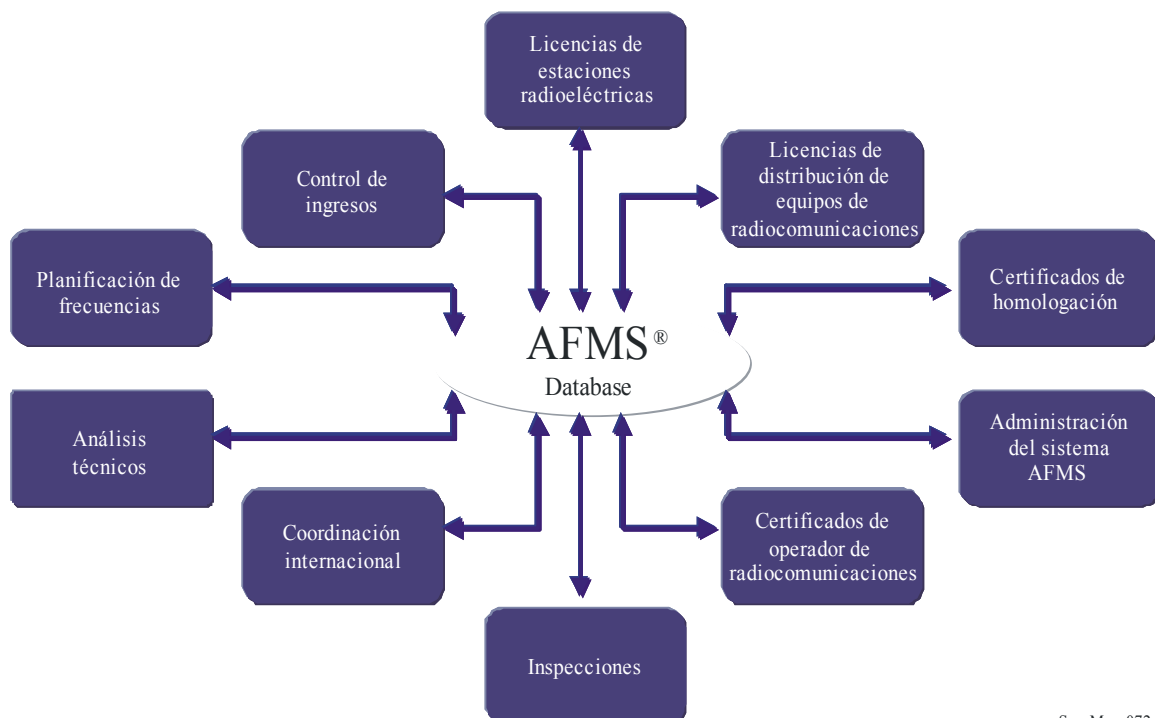 Licencias de
estaciones
radioeléctricas
Control de
ingresos
Licencias de
distribución de
equipos de
radiocomunicaciones
Planificación de
frecuencias
Certificados de
homologación
AFMS®
Database
Análisis
técnicos
Administración
del sistema
AFMS
Coordinación
internacional
Certificados de
operador de
radiocomunicaciones
Inspecciones